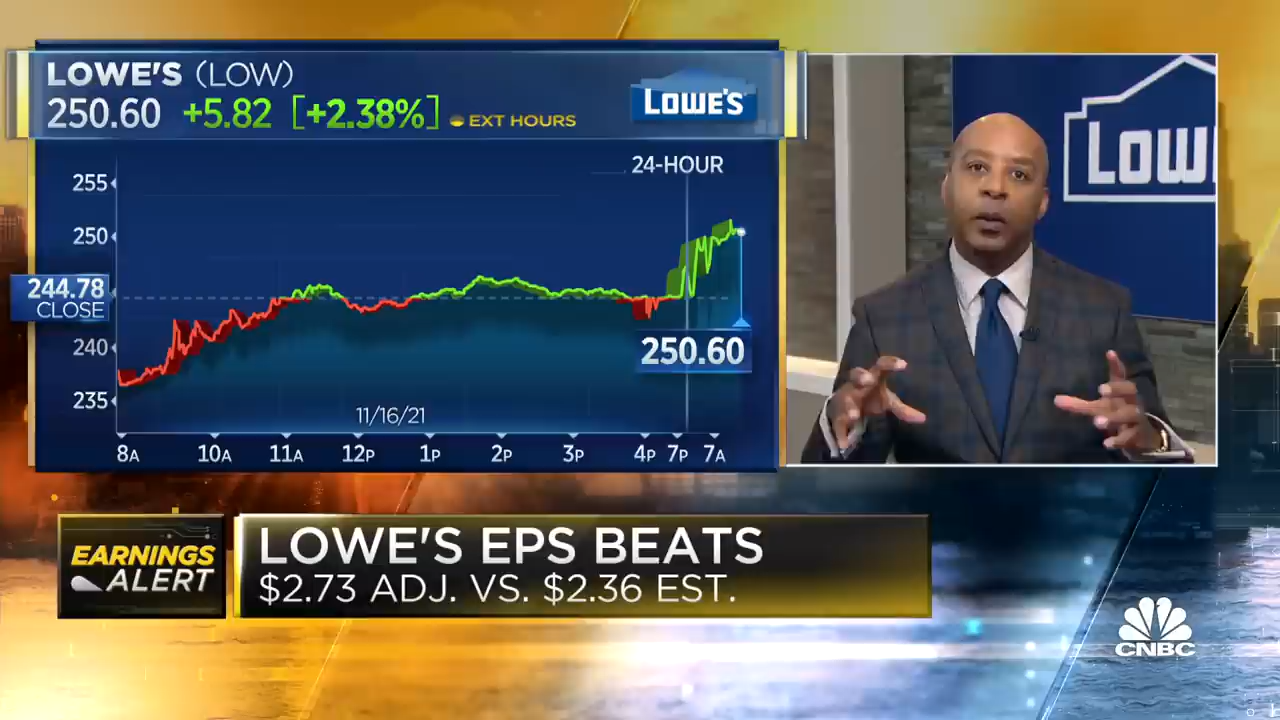 LOWE'S (LOW)
250.60 +5.82 [+2.38%] EXT HOURS
LOWE'S
24-HOUR
255
250
244.78
CLOSE
240
235
250.60
11/16/21
8A 10A 11A 12P 1P 2P 3P 4P 7P 7A
LOW
EARNINGS
ALERT
LOWE'S EPS BEATS
$2.73 ADJ. VS. $2.36 EST.
CNBC